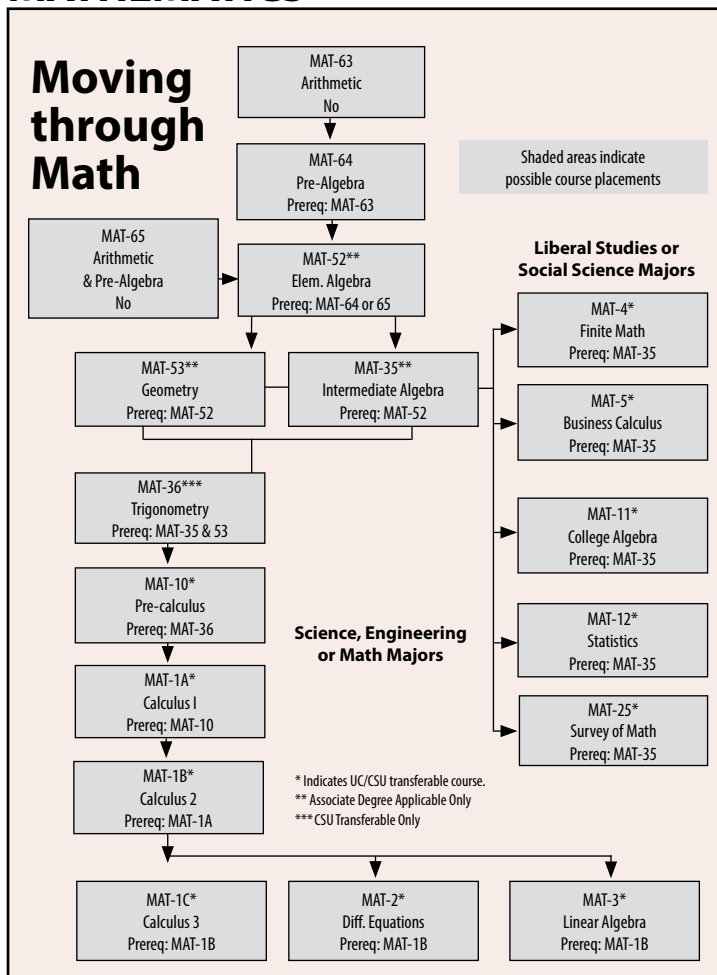 Moving
through
Math
MAT-63
Arithmetic
No
MAT-64
Pre-Algebra
Prereq: MAT-63
Shaded areas indicate
possible course placements
MAT-65
Arithmetic
& Pre-Algebra
No
MAT-52**
Elem. Algebra
Prereq: MAT-64 or 65
Liberal Studies or
Social Science Majors
MAT-4*
Finite Math
Prereq: MAT-35
MAT-53**
Geometry
Prereq: MAT-52
MAT-35**
Intermediate Algebra
Prereq: MAT-52
MAT-5*
Business Calculus
Prereq: MAT-35
MAT-36***
Trigonometry
Prereq: MAT-35 & 53
MAT-11*
College Algebra
Prereq: MAT-35
MAT-10*
Pre-calculus
Prereq: MAT-36
Science, Engineering
or Math Majors
MAT-12*
Statistics
Prereq: MAT-35
MAT-1A*
Calculus I
Prereq: MAT-10
MAT-25*
Survey of Math
Prereq: MAT-35
MAT-1B*
Calculus 2
Prereq: MAT-1A
* Indicates UC/CSU transferable course.
** Associate Degree Applicable Only
*** CSU Transferable Only
MAT-1C*
Calculus 3
Prereq: MAT-1B
MAT-2*
Diff. Equations
Prereq: MAT-1B
MAT-3*
Linear Algebra
Prereq: MAT-1B